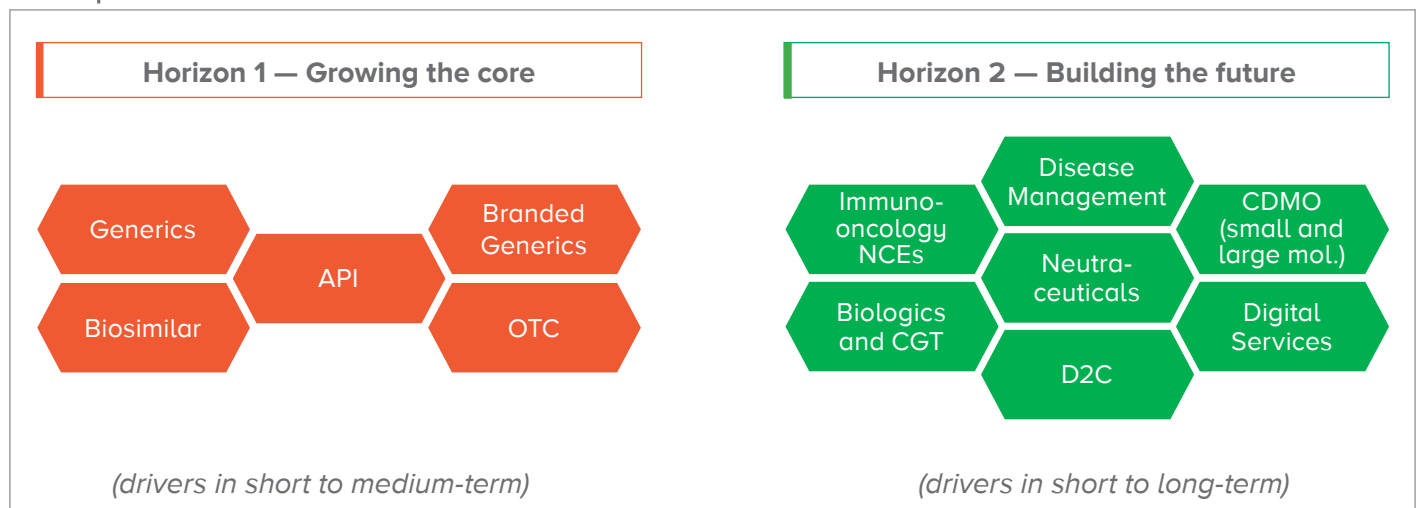 Horizon 1 — Growing the core
Generics
Biosimilar
API
Branded
Generics
OTC
(drivers in short to medium-term)
Horizon 2 — Building the future
Immuno-
oncology
NCEs
Biologics
and CGT
Disease
Management
Neutra-
ceuticals
D2C
CDMO
(small and
large mol.)
Digital
Services
(drivers in short to long-term)